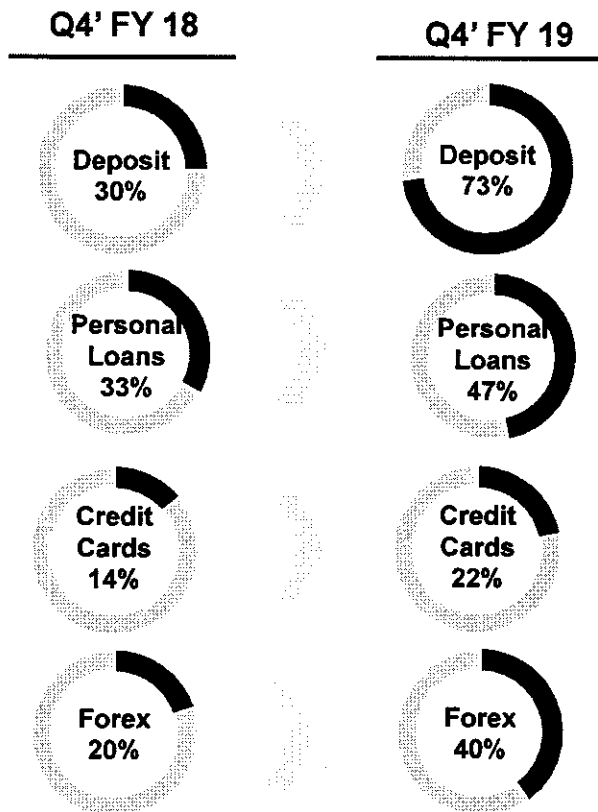 Q4' FY 18
Q4' FY 19
Deposit
30%
Deposit
73%
Personal
Loans
33%
Personal
Loans
47%
Credit
Cards
14%
Credit
Cards
22%
Forex
20%
Forex
40%